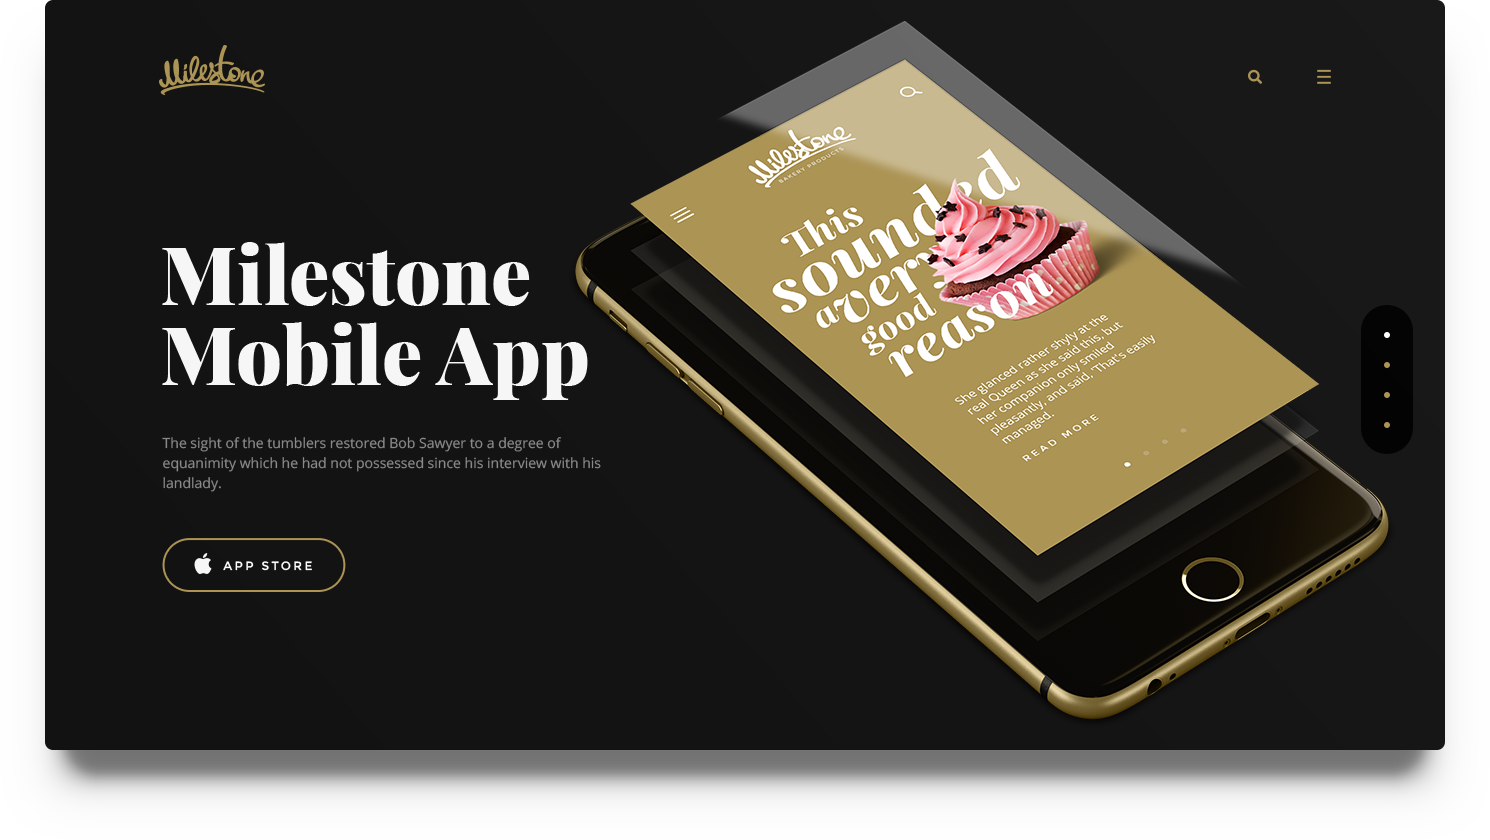 Milestone
Milestone
Mobile App
The sight of the tumblers restored Bob Sawyer to a degree of
equanimity which he had not possessed since his interview with his
landlady.
APP STORE
Milestone
BAKERY PRODUCTS
This
sounded
a very
good
reason
She glanced rather shyly at the
real Queen as she said this, but
her companion only smiled
pleasantly, and said, 'That's easily
managed.
READ MORE